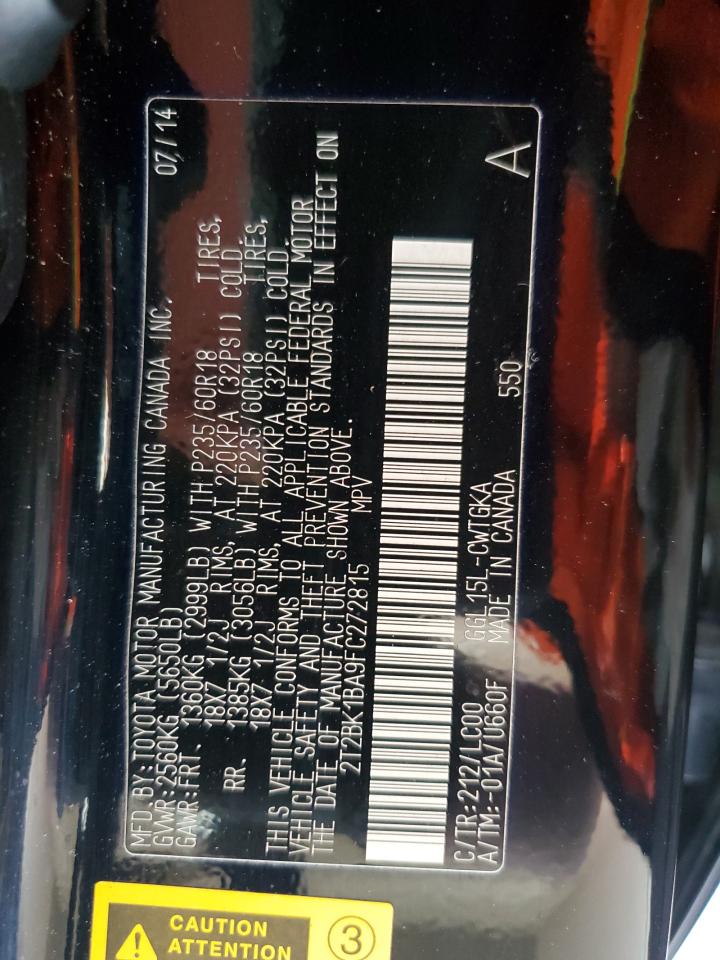 MFD BY:TOYOTA MOTOR MANUFACTURING CANADA INC. 07/14
GVWR:2560KG (5650LB)
GAWR:FRT. 1360KG (2999LB) WITH P235/60R18 TIRES,
18X7 1/2J RIMS, AT 220KPA (32PSI) COLD.
RR. 1385KG (3056LB) WITH P235/60R18 TIRES,
18X7 1/2J RIMS, AT 220KPA (32PSI) COLD.
THIS VEHICLE CONFORMS TO ALL APPLICABLE FEDERAL MOTOR
VEHICLE SAFETY AND THEFT PREVENTION STANDARDS IN EFFECT ON
THE DATE OF MANUFACTURE SHOWN ABOVE.
2T2BK1BA9FC272815 MPV
C/TR:212/LC00 GGL15L-CWTGKA 550 A
A/TM:-01A/U660F MADE IN CANADA
CAUTION
ATTENTION
3